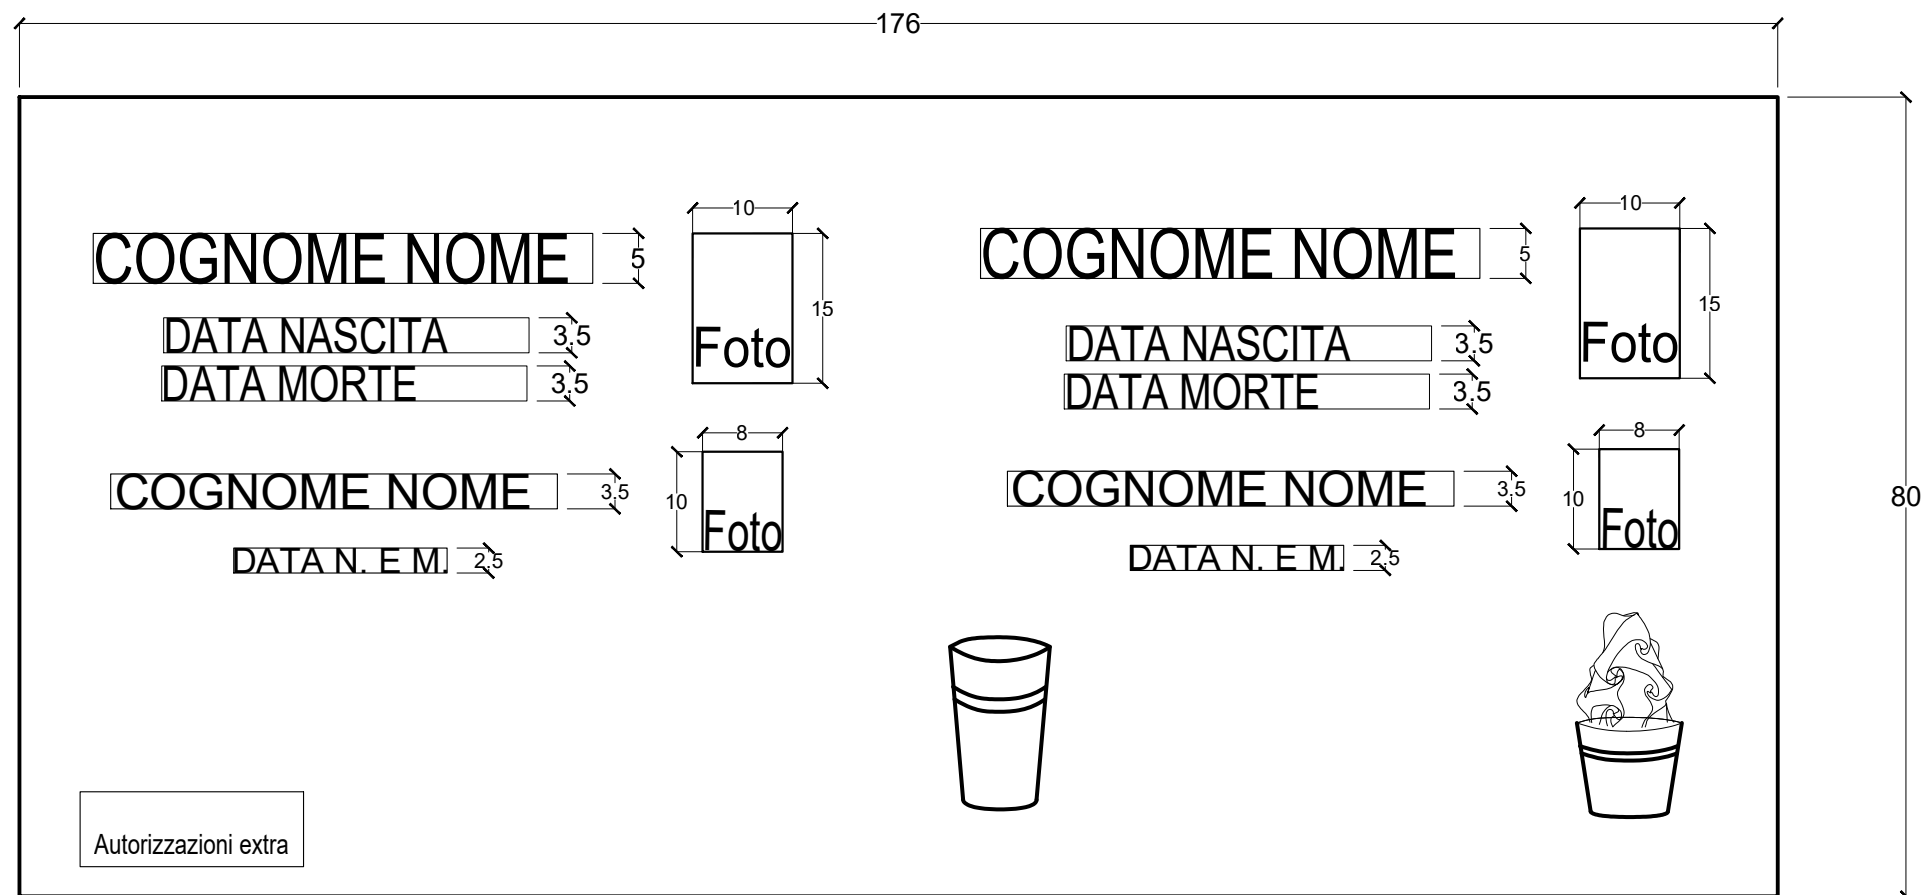 176
10
10
COGNOME NOME
5
COGNOME NOME
5
15
15
DATA NASCITA
3.5
Foto
DATA NASCITA
3.5
Foto
DATA MORTE
3.5
DATA MORTE
3.5
8
8
COGNOME NOME
3.5
10
Foto
COGNOME NOME
3.5
10
Foto
80
DATA N. E M.
2.5
DATA N. E M.
2.5
Autorizzazioni extra